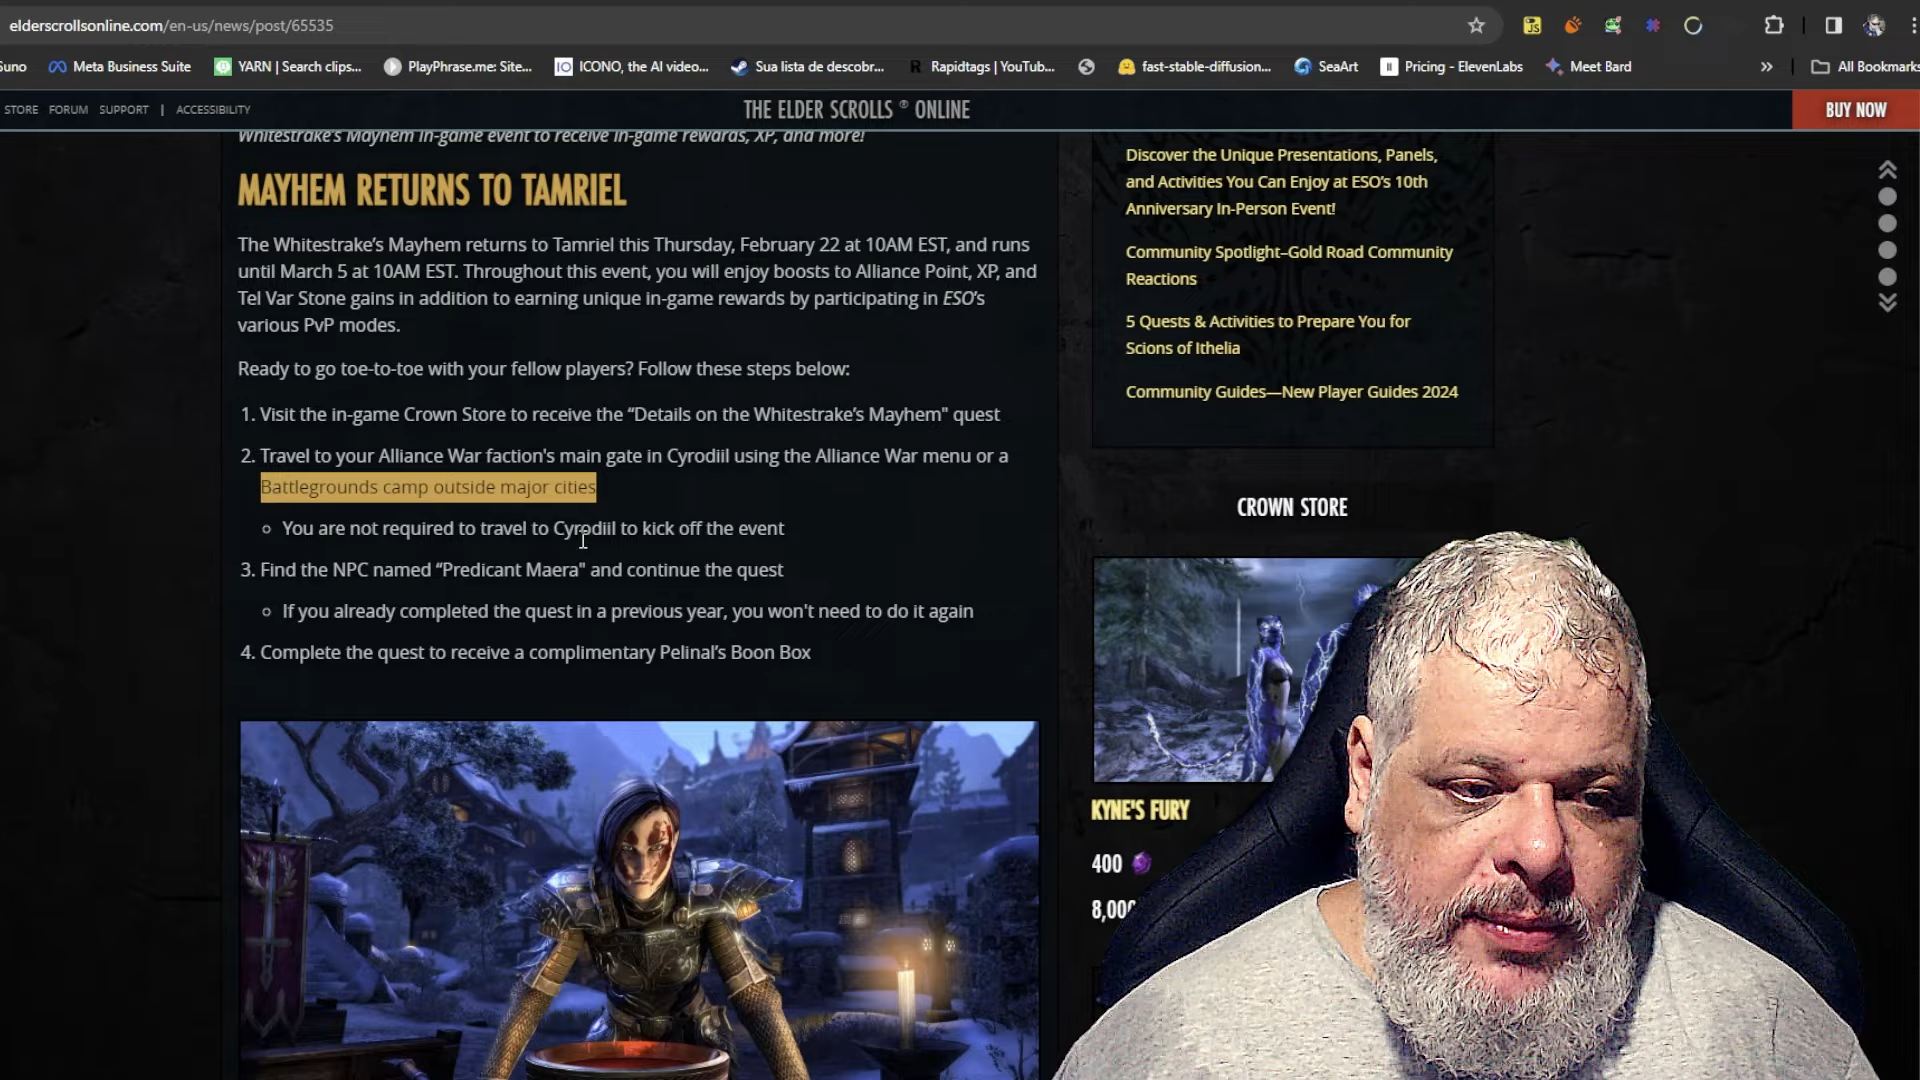 elderscrollsonline.com/en-us/news/post/65535
Suno
Meta Business Suite
YARN | Search clips...
PlayPhrase.me: Site...
ICONO, the AI video...
Sua lista de descobr...
Rapidtags | YouTub...
fast-stable-diffusion...
SeaArt
Pricing - ElevenLabs
Meet Bard
All Bookmarks
STORE FORUM SUPPORT | ACCESSIBILITY
THE ELDER SCROLLS ® ONLINE
BUY NOW
Whitestrake's Mayhem in-game event to receive in-game rewards, XP, and more!
MAYHEM RETURNS TO TAMRIEL
The Whitestrake's Mayhem returns to Tamriel this Thursday, February 22 at 10AM EST, and runs
until March 5 at 10AM EST. Throughout this event, you will enjoy boosts to Alliance Point, XP, and
Tel Var Stone gains in addition to earning unique in-game rewards by participating in ESO's
various PvP modes.
Ready to go toe-to-toe with your fellow players? Follow these steps below:
1. Visit the in-game Crown Store to receive the “Details on the Whitestrake’s Mayhem" quest
2. Travel to your Alliance War faction's main gate in Cyrodiil using the Alliance War menu or a
Battlegrounds camp outside major cities
You are not required to travel to Cyrodiil to kick off the event
3. Find the NPC named “Predicant Maera" and continue the quest
If you already completed the quest in a previous year, you won't need to do it again
4. Complete the quest to receive a complimentary Pelinal’s Boon Box
Discover the Unique Presentations, Panels,
and Activities You Can Enjoy at ESO’s 10th
Anniversary In-Person Event!
Community Spotlight–Gold Road Community
Reactions
5 Quests & Activities to Prepare You for
Scions of Ithelia
Community Guides—New Player Guides 2024
CROWN STORE
KYNE'S FURY
400
8,000